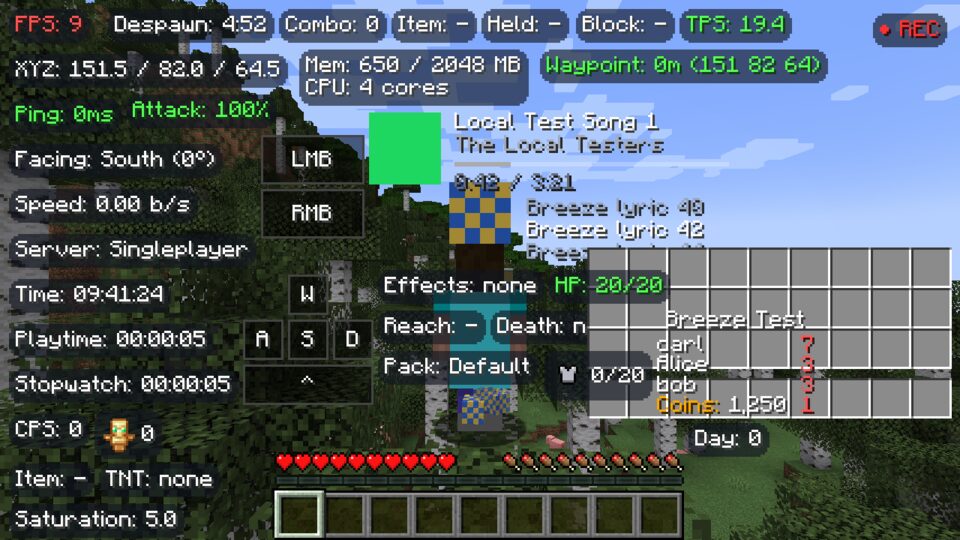 FPS: 9
Despawn: 4:52
Combo: 0
Item: -
Held: -
Block: -
TPS: 19.4
● REC
XYZ: 151.5 / 82.0 / 64.5
Mem: 650 / 2048 MB
CPU: 4 cores
Waypoint: 0m (151 82 64)
Ping: 0ms
Attack: 100%
Local Test Song 1
The Local Testers
0:42 / 3:21
Facing: South (0°)
LMB
Speed: 0.00 b/s
RMB
Breeze lyric 40
Breeze lyric 42
Server: Singleplayer
Time: 09:41:24
W
Effects: none
HP: 20/20
Playtime: 00:00:05
A
S
D
Reach: -
Death: n
Breeze Test
darl 7
Alice 3
bob 3
Coins: 1,250 1
Stopwatch: 00:00:05
^
Pack: Default
0/20
CPS: 0
0
Day: 0
Item: -
TNT: none
Saturation: 5.0